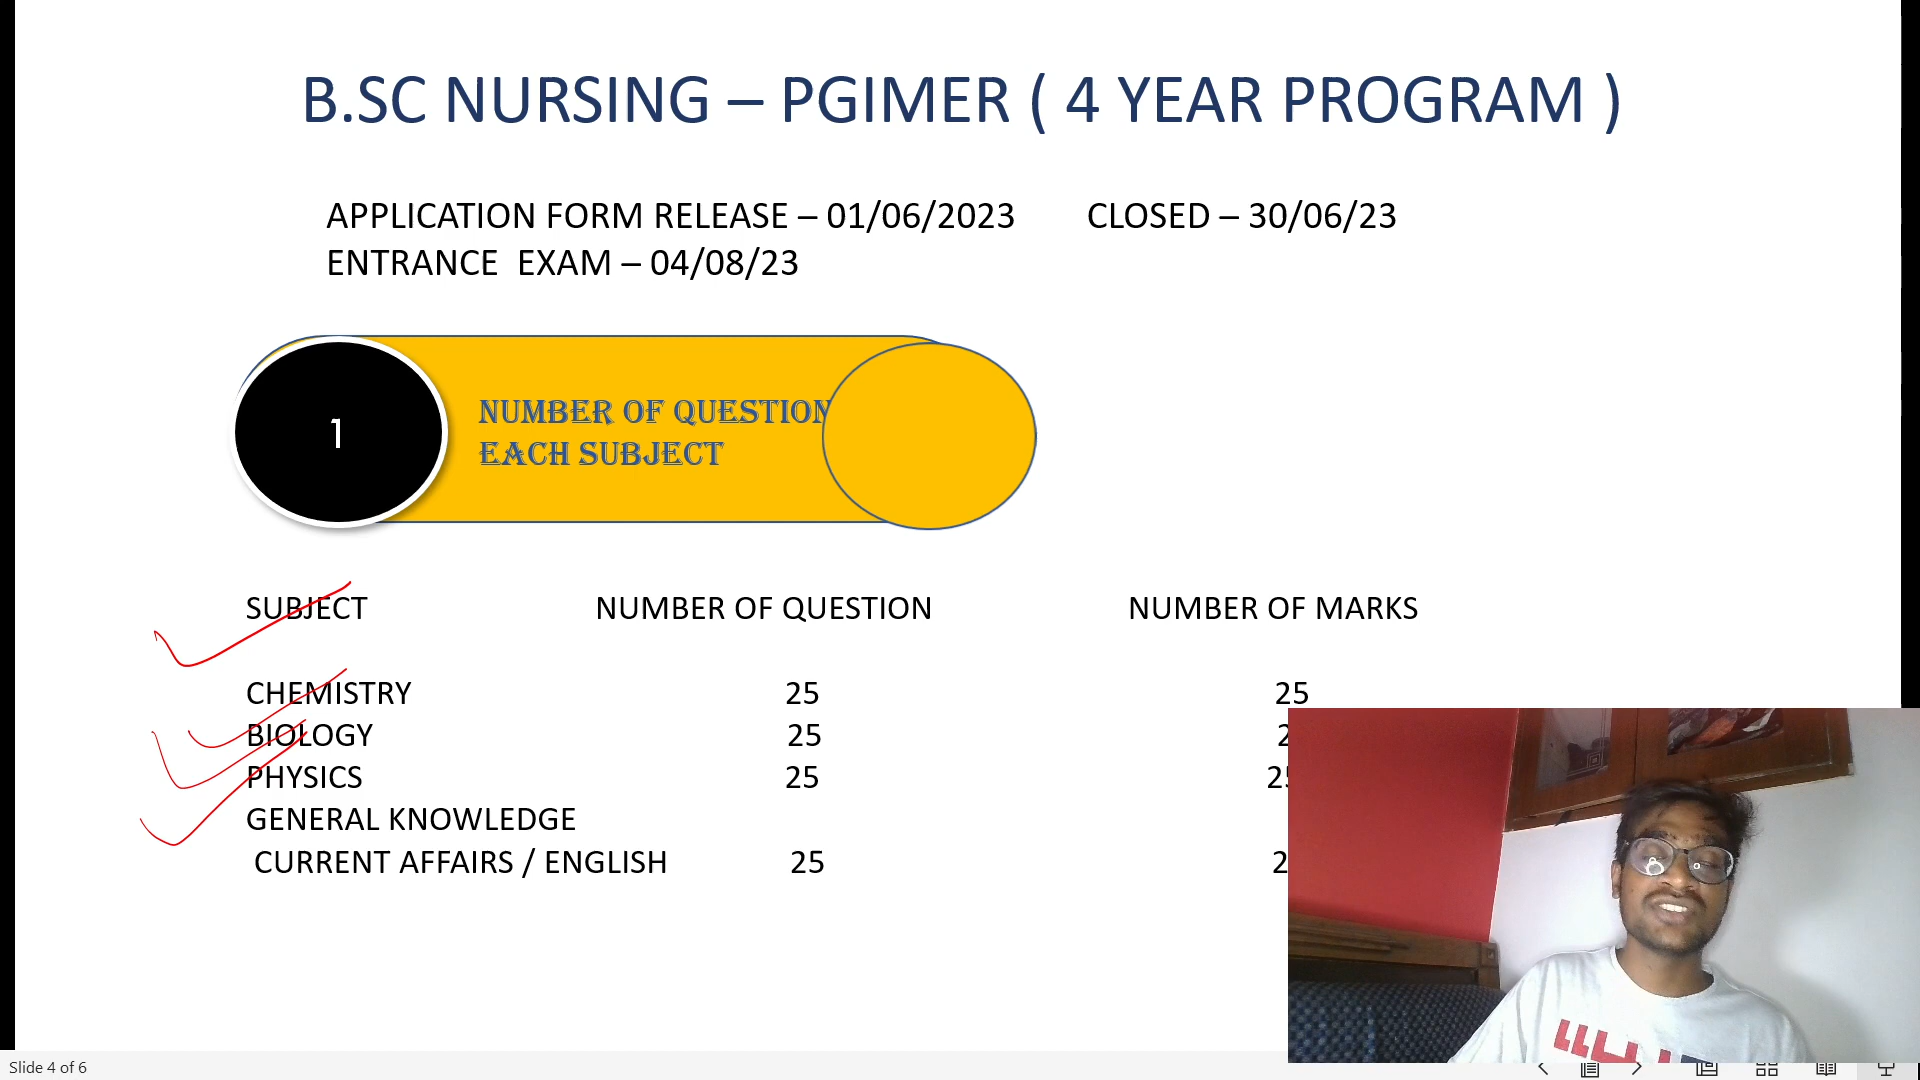 B.SC NURSING – PGIMER ( 4 YEAR PROGRAM )
APPLICATION FORM RELEASE – 01/06/2023 CLOSED – 30/06/23
ENTRANCE EXAM – 04/08/23
1
NUMBER OF QUESTION
EACH SUBJECT
SUBJECT NUMBER OF QUESTION NUMBER OF MARKS
CHEMISTRY 25 25
BIOLOGY 25
PHYSICS 25
GENERAL KNOWLEDGE
CURRENT AFFAIRS / ENGLISH 25
Slide 4 of 6